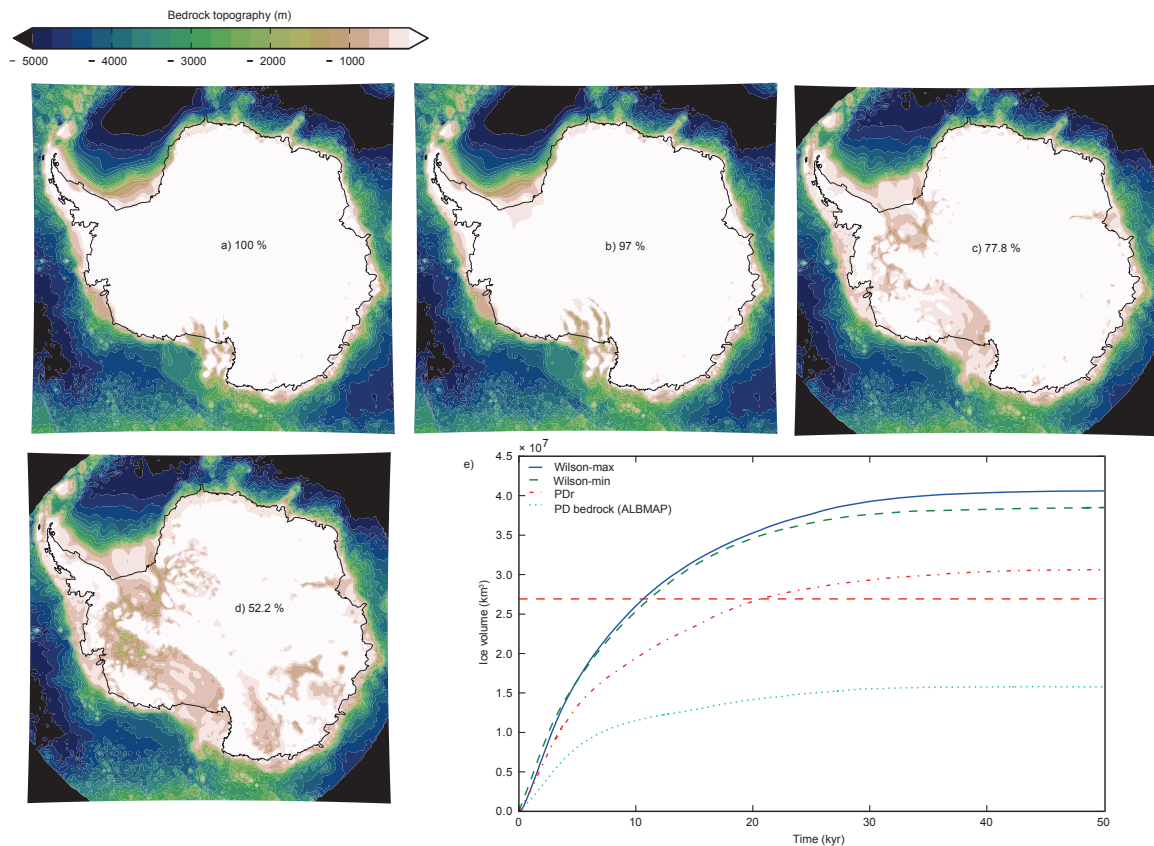 Bedrock topography (m)
− 5000 − 4000 − 3000 − 2000 − 1000
a) 100 %
b) 97 %
c) 77.8 %
d) 52.2 %
e)
× 10⁷
4.5
4.0
3.5
3.0
2.5
2.0
1.5
1.0
0.5
0.0
Ice volume (km³)
Wilson-max
Wilson-min
PDr
PD bedrock (ALBMAP)
0 10 20 30 40 50
Time (kyr)